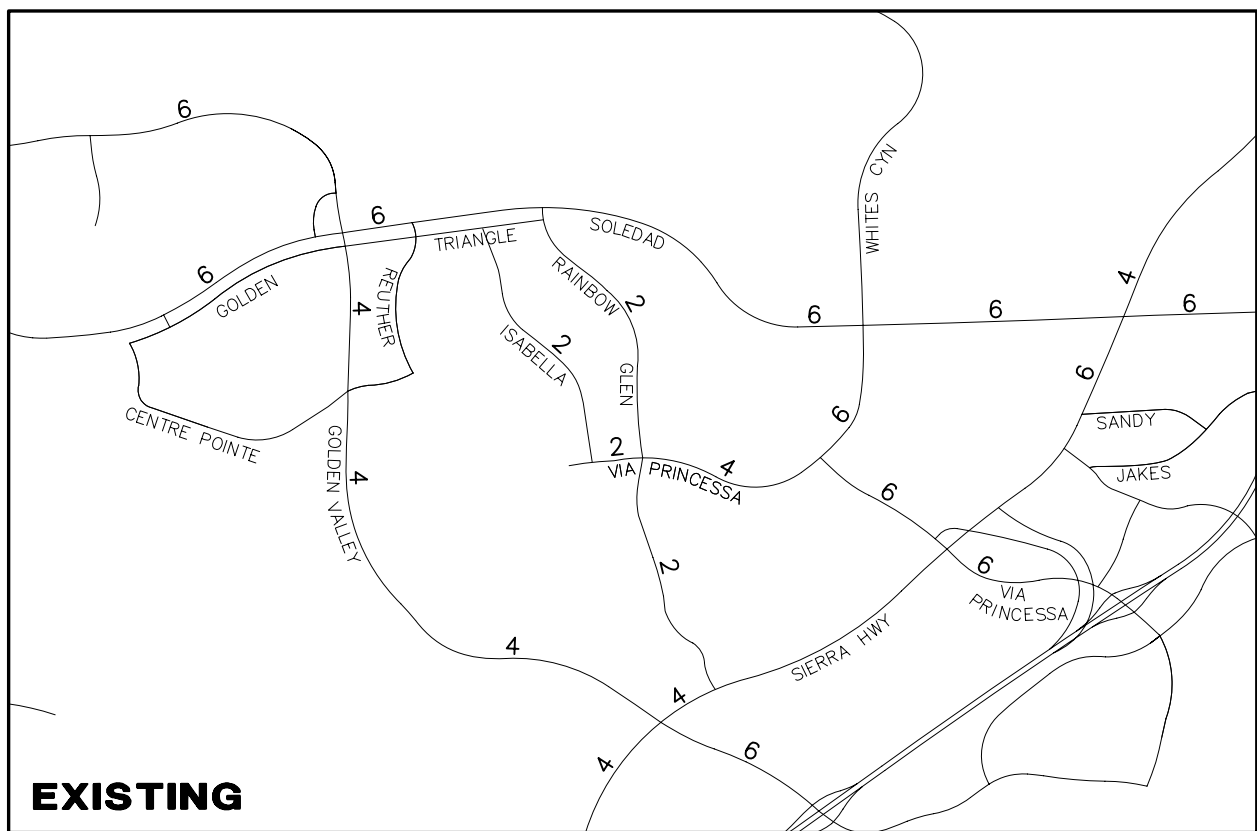 6
WHITES CYN
6
TRIANGLE
SOLEDAD
6
GOLDEN
REUTHER
4
RAINBOW
2
4
6
6
6
ISABELLA
2
GLEN
6
SANDY
CENTRE POINTE
6
JAKES
GOLDEN VALLEY
4
2
VIA PRINCESSA
4
6
2
6
VIA
PRINCESSA
4
SIERRA HWY
4
4
6
EXISTING